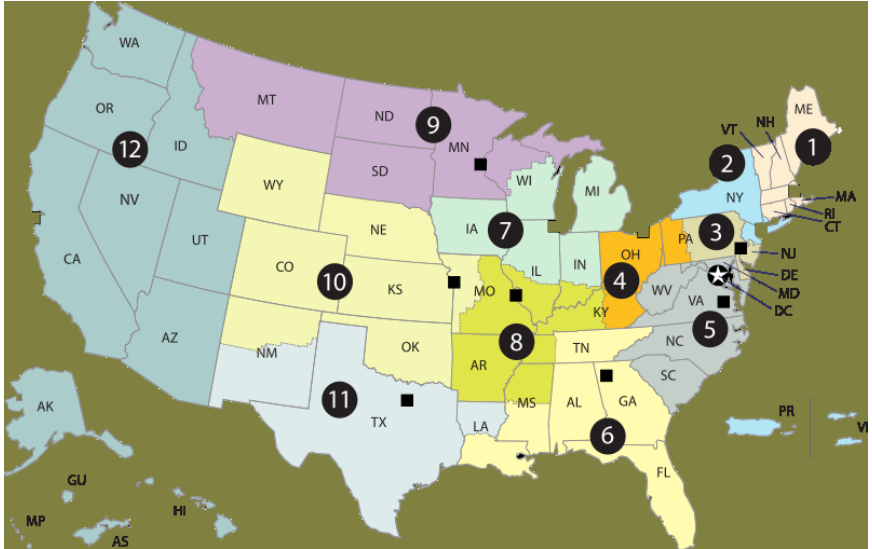 WA
OR
12
ID
NV
CA
UT
AZ
MT
ND
9
MN
SD
WY
NE
CO
10
KS
NM
OK
11
TX
LA
WI
MI
IA
7
IL
IN
MO
8
AR
MS
KY
OH
4
PA
3
NY
2
VT
NH
ME
1
MA
RI
CT
NJ
DE
MD
DC
WV
VA
5
NC
SC
TN
AL
GA
6
FL
PR
VI
AK
GU
HI
MP
AS